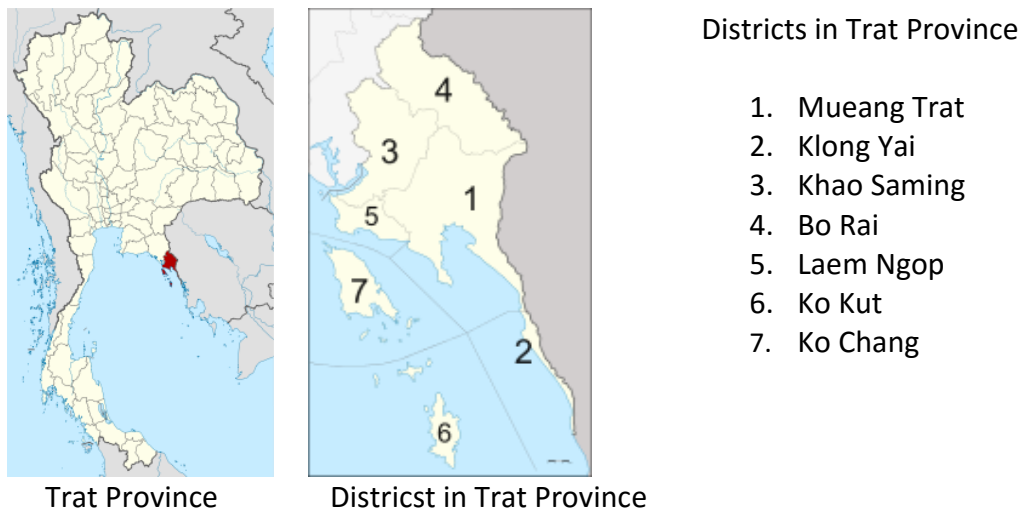 Districts in Trat Province
1. Mueang Trat
2. Klong Yai
3. Khao Saming
4. Bo Rai
5. Laem Ngop
6. Ko Kut
7. Ko Chang
4
3
1
5
7
2
6
Trat Province
Districst in Trat Province